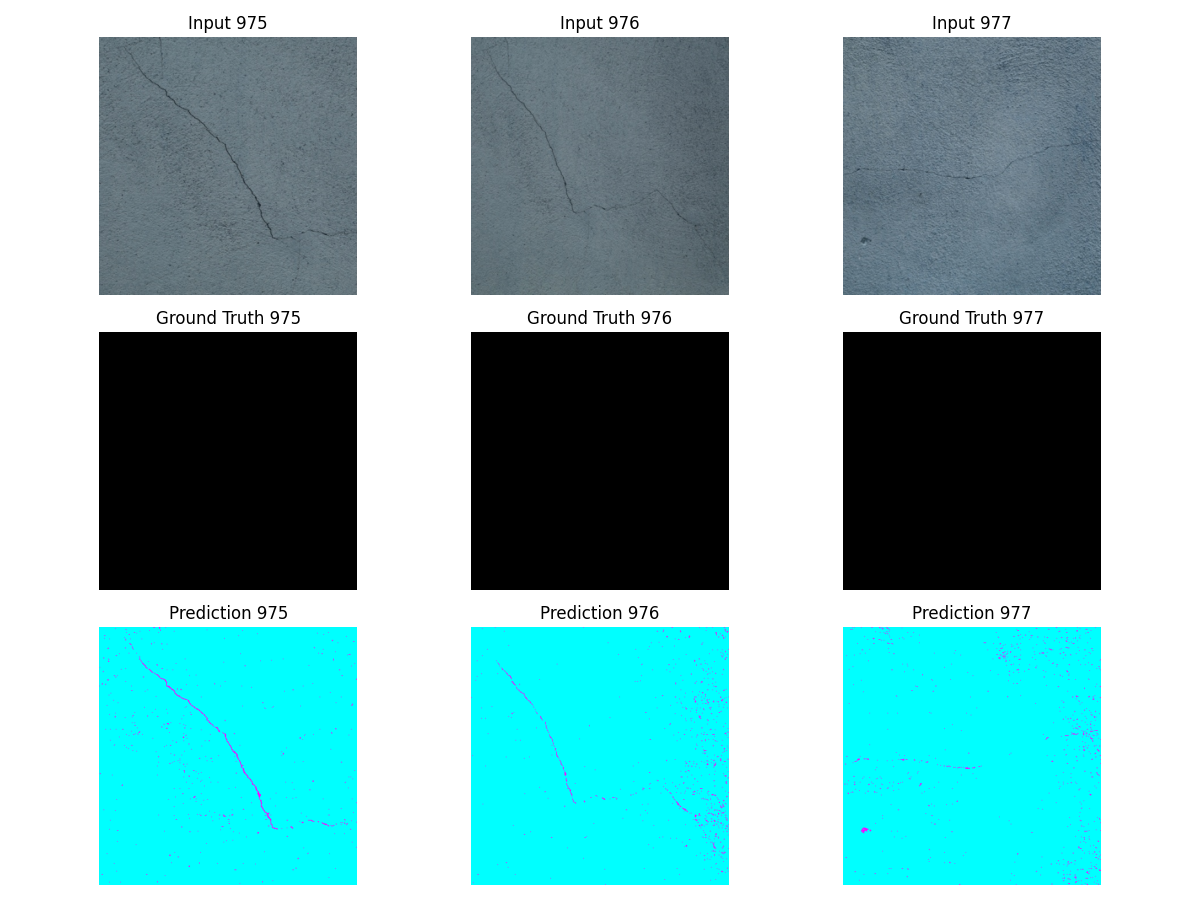 Input 975
Input 976
Input 977
Ground Truth 975
Ground Truth 976
Ground Truth 977
Prediction 975
Prediction 976
Prediction 977